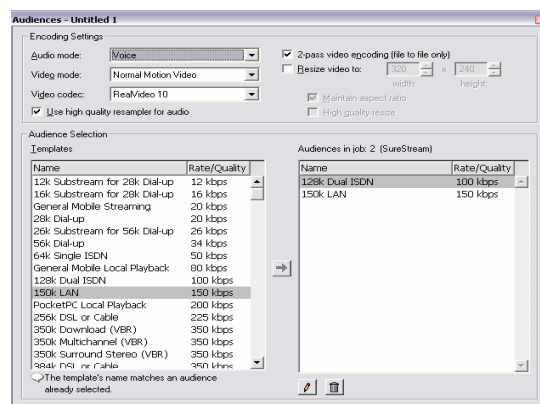 Audiences - Untitled 1
Encoding Settings
Audio mode: Voice
Video mode: Normal Motion Video
Video codec: RealVideo 10
Use high quality resampler for audio
2-pass video encoding (file to file only)
Resize video to: 320 x 240
width: height:
Maintain aspect ratio
High quality resize
Audience Selection
Templates
Name Rate/Quality
12k Substream for 28k Dial-up 12 kbps
16k Substream for 28k Dial-up 16 kbps
General Mobile Streaming 20 kbps
28k Dial-up 20 kbps
26k Substream for 56k Dial-up 26 kbps
56k Dial-up 34 kbps
64k Single ISDN 50 kbps
General Mobile Local Playback 80 kbps
128k Dual ISDN 100 kbps
150k LAN 150 kbps
PocketPC Local Playback 200 kbps
256k DSL or Cable 225 kbps
350k Download (VBR) 350 kbps
350k Multichannel (VBR) 350 kbps
350k Surround Stereo (VBR) 350 kbps
384k DSL or Cable 350 kbps
The template's name matches an audience
already selected.
Audiences in job: 2 (SureStream)
Name Rate/Quality
128k Dual ISDN 100 kbps
150k LAN 150 kbps